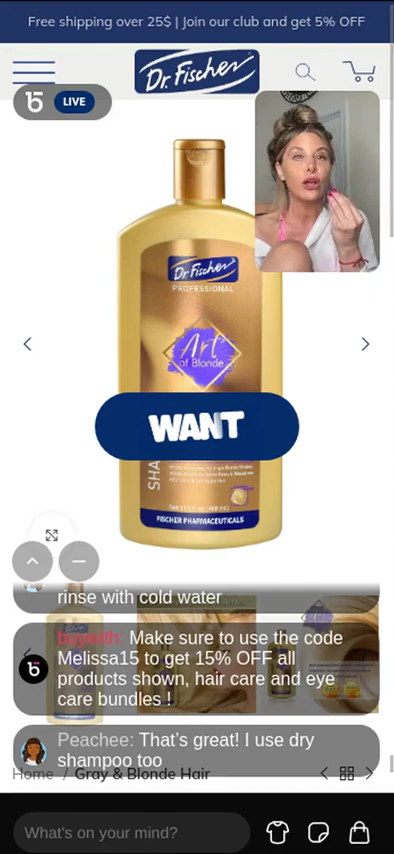 Free shipping over 25$ | Join our club and get 5% OFF
Dr. Fischer
LIVE
Dr. Fischer
PROFESSIONAL
Art
of Blonde
WANT
SHA
FISCHER PHARMACEUTICALS
rinse with cold water
buywith: Make sure to use the code
Melissa15 to get 15% OFF all
products shown, hair care and eye
care bundles !
Peachee: That's great! I use dry
shampoo too
Home / Gray & Blonde Hair
What's on your mind?